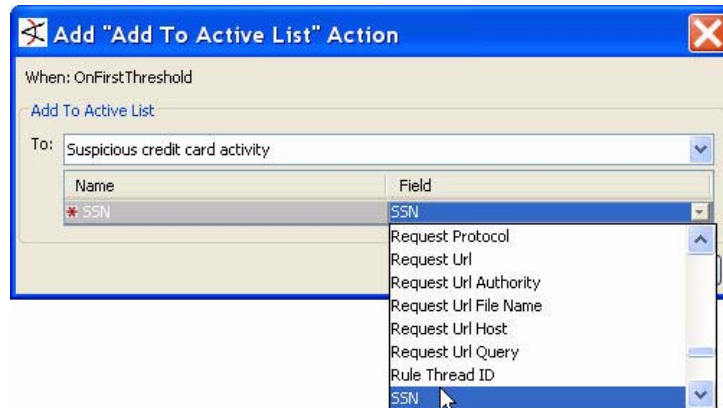 Add "Add To Active List" Action
When: OnFirstThreshold
Add To Active List
To: Suspicious credit card activity
Name Field
* SSN SSN
Request Protocol
Request Url
Request Url Authority
Request Url File Name
Request Url Host
Request Url Query
Rule Thread ID
SSN